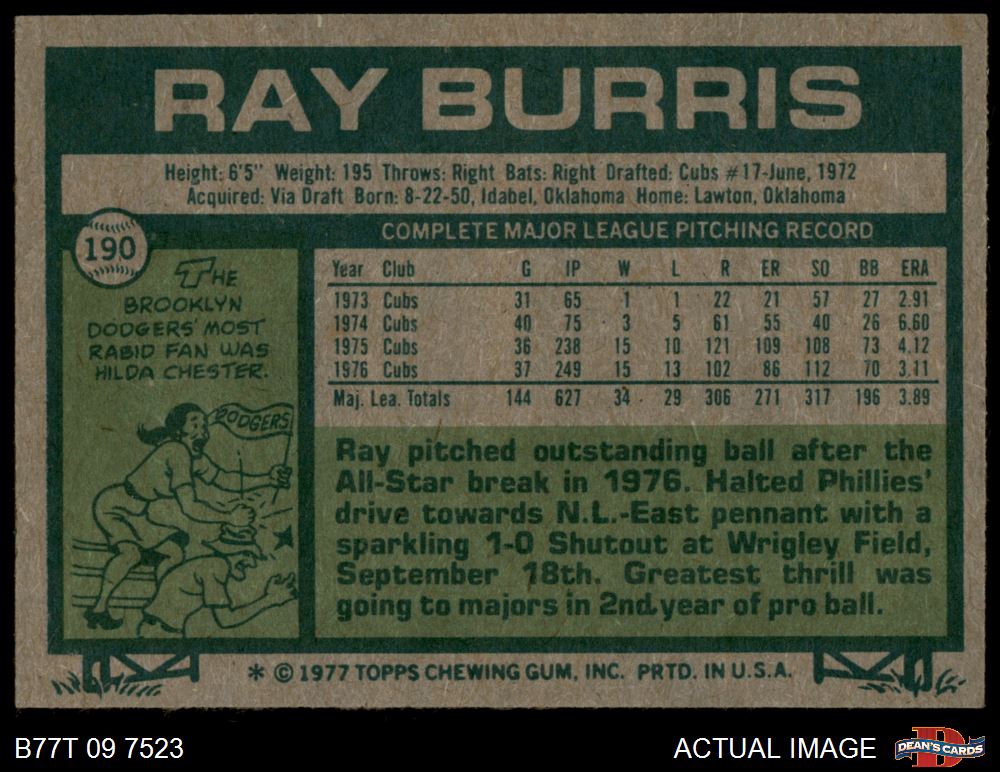 RAY BURRIS
Height: 6'5" Weight: 195 Throws: Right Bats: Right Drafted: Cubs #17-June, 1972
Acquired: Via Draft Born: 8-22-50, Idabel, Oklahoma Home: Lawton, Oklahoma
190
THE
BROOKLYN
DODGERS' MOST
RABID FAN WAS
HILDA CHESTER.
DODGERS
COMPLETE MAJOR LEAGUE PITCHING RECORD
Year Club G IP W L R ER SO BB ERA
1973 Cubs 31 65 1 1 22 21 57 27 2.91
1974 Cubs 40 75 3 5 61 55 40 26 6.60
1975 Cubs 36 238 15 10 121 109 108 73 4.12
1976 Cubs 37 249 15 13 102 86 112 70 3.11
Maj. Lea. Totals 144 627 34 29 306 271 317 196 3.89
Ray pitched outstanding ball after the
All-Star break in 1976. Halted Phillies'
drive towards N.L.-East pennant with a
sparkling 1-0 Shutout at Wrigley Field,
September 18th. Greatest thrill was
going to majors in 2nd year of pro ball.
* © 1977 TOPPS CHEWING GUM, INC. PRTD. IN U.S.A.
B77T 09 7523
ACTUAL IMAGE
D
DEAN'S CARDS